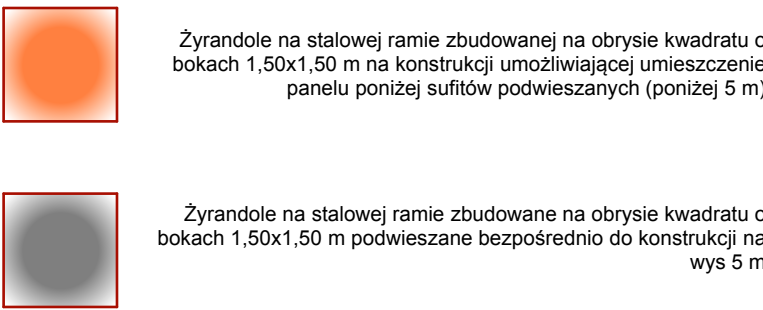 Żyrandole na stalowej ramie zbudowanej na obrysie kwadratu o
bokach 1,50x1,50 m na konstrukcji umożliwiającej umieszczenie
panelu poniżej sufitów podwieszanych (poniżej 5 m)
Żyrandole na stalowej ramie zbudowane na obrysie kwadratu o
bokach 1,50x1,50 m podwieszane bezpośrednio do konstrukcji na
wys 5 m